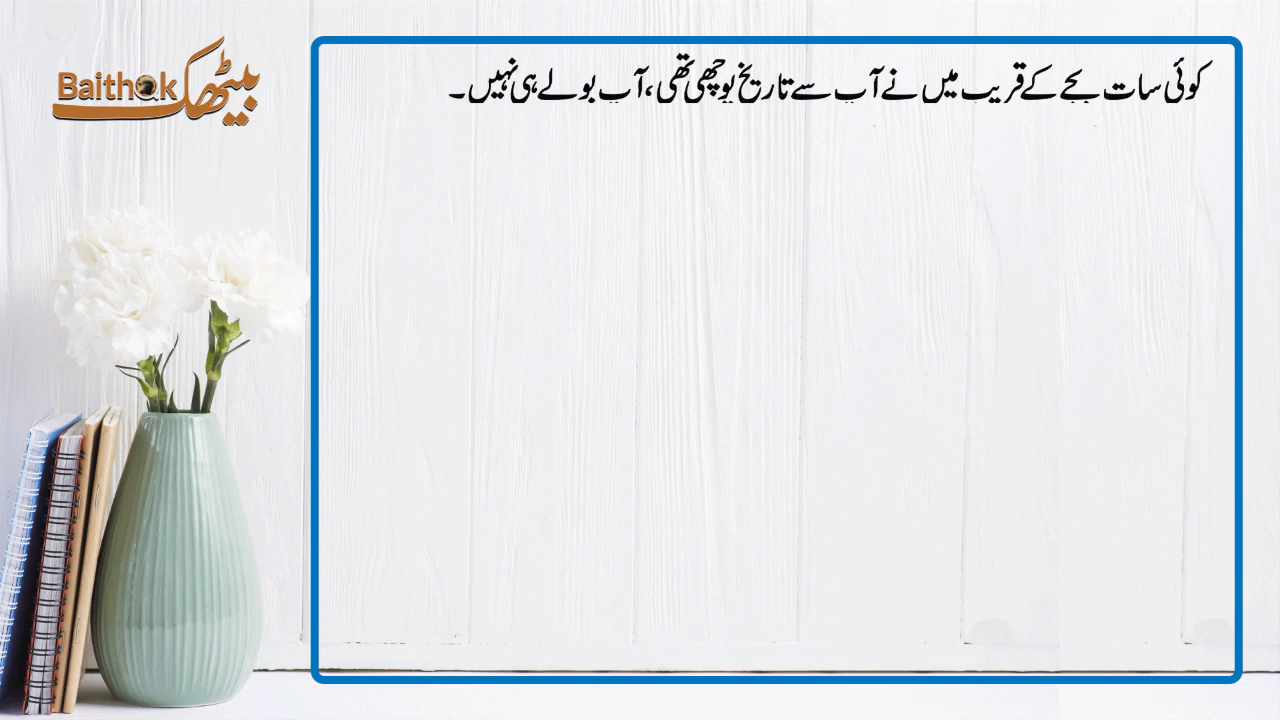 Baithak
بیٹھک
کوئی سات بجے کے قریب میں نے آپ سے تاریخ پوچھی تھی ، آپ بولے ہی نہیں ۔